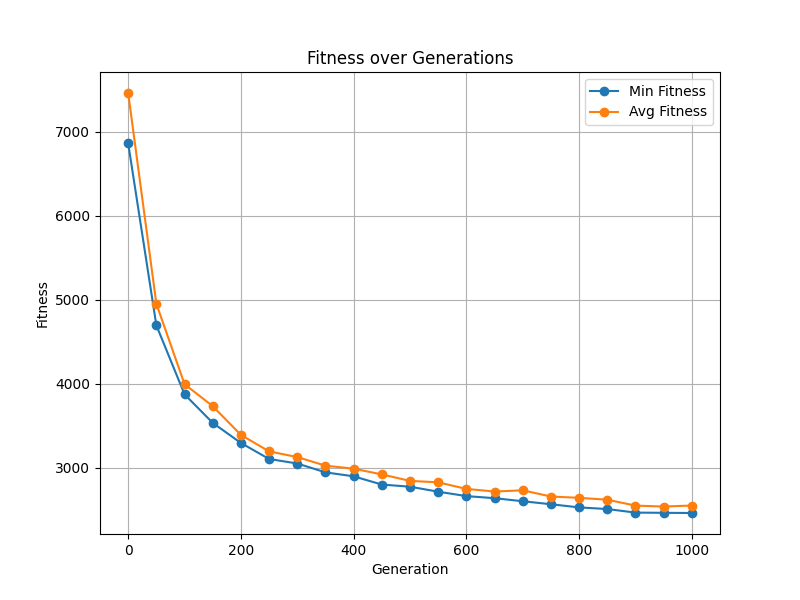 Fitness over Generations
Min Fitness
Avg Fitness
7000
6000
5000
4000
3000
Fitness
0 200 400 600 800 1000
Generation